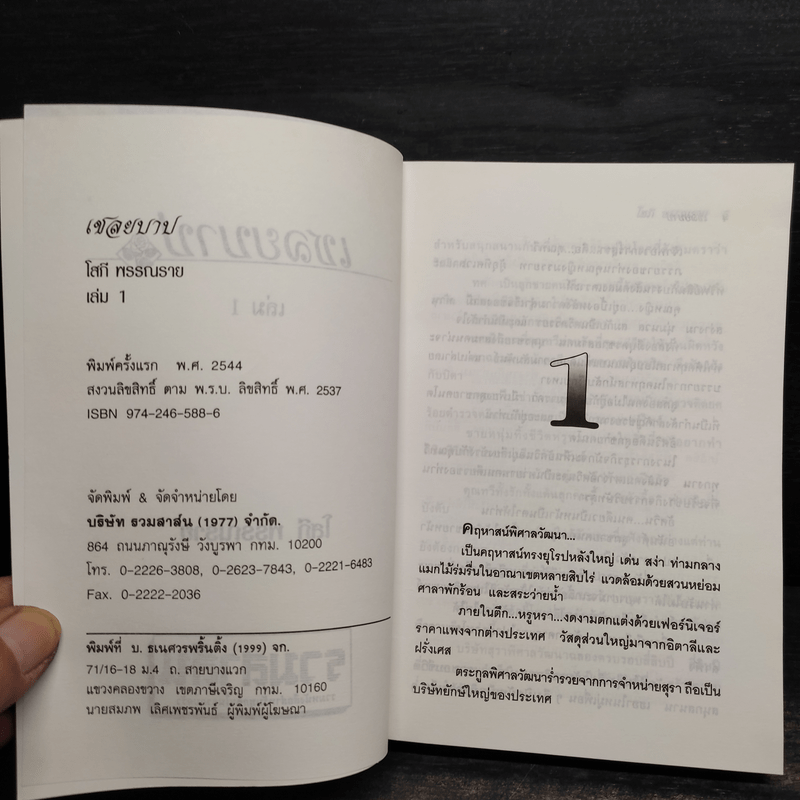 เชลยบาป
โสภี พรรณราย
เล่ม 1
พิมพ์ครั้งแรก พ.ศ. 2544
สงวนลิขสิทธิ์ ตาม พ.ร.บ. ลิขสิทธิ์ พ.ศ. 2537
ISBN 974-246-588-6
จัดพิมพ์ & จัดจำหน่ายโดย
บริษัท รวมสาส์น (1977) จำกัด.
864 ถนนภาณุรังษี วังบูรพา กทม. 10200
โทร. 0-2226-3808, 0-2623-7843, 0-2221-6483
Fax. 0-2222-2036
พิมพ์ที่ บ. ธเนศวรพริ้นติ้ง (1999) จก.
71/16-18 ม.4 ถ. สายบางแวก
แขวงคลองขวาง เขตภาษีเจริญ กทม. 10160
นายสมภพ เลิศเพชรพันธ์ ผู้พิมพ์ผู้โฆษณา
1
คฤหาสน์พิศาลวัฒนา...
เป็นคฤหาสน์ทรงยุโรปหลังใหญ่ เด่น สง่า ท่ามกลาง
แมกไม้ร่มรื่นในอาณาเขตหลายสิบไร่ แวดล้อมด้วยสวนหย่อม
ศาลาพักร้อน และสระว่ายน้ำ
ภายในตึก...หรูหรา...งดงามตกแต่งด้วยเฟอร์นิเจอร์
ราคาแพงจากต่างประเทศ วัสดุส่วนใหญ่มาจากอิตาลีและ
ฝรั่งเศส
ตระกูลพิศาลวัฒนาร่ำรวยจากการจำหน่ายสุรา ถือเป็น
บริษัทยักษ์ใหญ่ของประเทศ